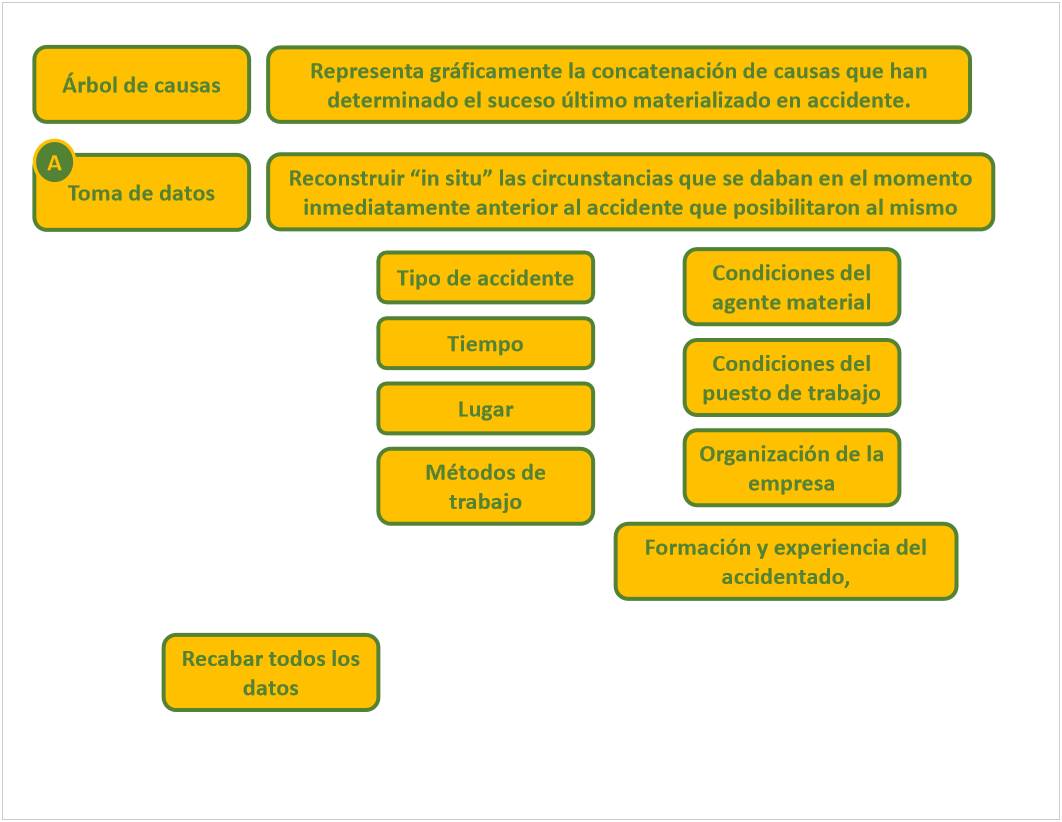 Árbol de causas
Representa gráficamente la concatenación de causas que han
determinado el suceso último materializado en accidente.
A
Toma de datos
Reconstruir “in situ” las circunstancias que se daban en el momento
inmediatamente anterior al accidente que posibilitaron al mismo
Tipo de accidente
Tiempo
Lugar
Métodos de
trabajo
Condiciones del
agente material
Condiciones del
puesto de trabajo
Organización de la
empresa
Formación y experiencia del
accidentado,
Recabar todos los
datos